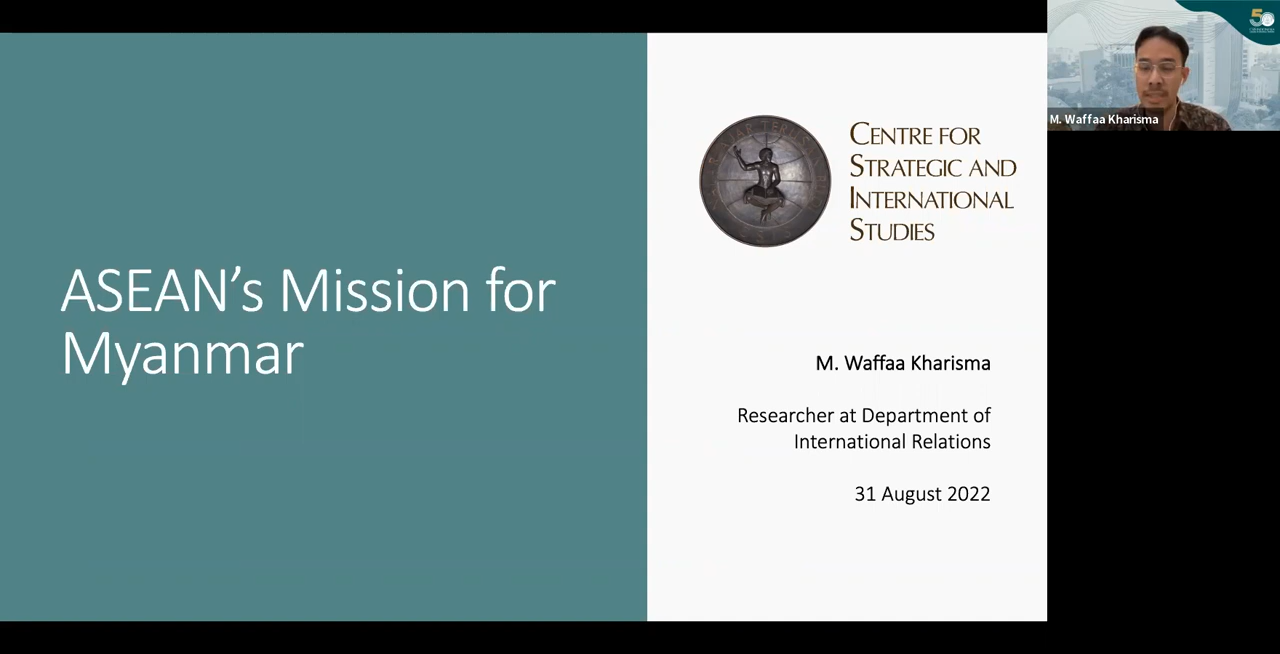 ASEAN's Mission for
Myanmar
CENTRE FOR
STRATEGIC AND
INTERNATIONAL
STUDIES
M. Waffaa Kharisma
Researcher at Department of
International Relations
31 August 2022
M. Waffaa Kharisma
50